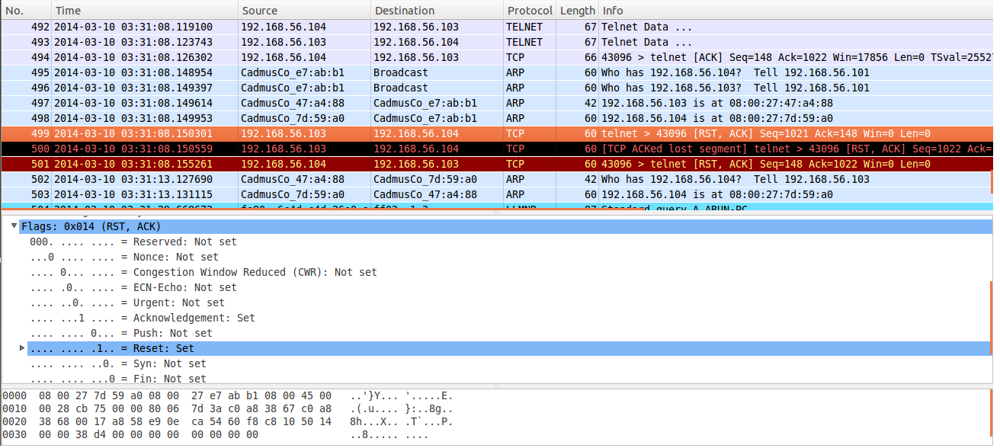 No. Time Source Destination Protocol Length Info
492 2014-03-10 03:31:08.119100 192.168.56.104 192.168.56.103 TELNET 67 Telnet Data ...
493 2014-03-10 03:31:08.123743 192.168.56.103 192.168.56.104 TELNET 67 Telnet Data ...
494 2014-03-10 03:31:08.126302 192.168.56.104 192.168.56.103 TCP 66 43096 > telnet [ACK] Seq=148 Ack=1022 Win=17856 Len=0 TSval=2552
495 2014-03-10 03:31:08.148954 CadmusCo_e7:ab:b1 Broadcast ARP 60 Who has 192.168.56.104?  Tell 192.168.56.101
496 2014-03-10 03:31:08.149397 CadmusCo_e7:ab:b1 Broadcast ARP 60 Who has 192.168.56.103?  Tell 192.168.56.101
497 2014-03-10 03:31:08.149614 CadmusCo_47:a4:88 CadmusCo_e7:ab:b1 ARP 42 192.168.56.103 is at 08:00:27:47:a4:88
498 2014-03-10 03:31:08.149953 CadmusCo_7d:59:a0 CadmusCo_e7:ab:b1 ARP 60 192.168.56.104 is at 08:00:27:7d:59:a0
499 2014-03-10 03:31:08.150301 192.168.56.103 192.168.56.104 TCP 60 telnet > 43096 [RST, ACK] Seq=1021 Ack=148 Win=0 Len=0
500 2014-03-10 03:31:08.150559 192.168.56.103 192.168.56.104 TCP 60 [TCP ACKed lost segment] telnet > 43096 [RST, ACK] Seq=1022 Ack=
501 2014-03-10 03:31:08.155261 192.168.56.104 192.168.56.103 TCP 60 43096 > telnet [RST, ACK] Seq=148 Ack=1022 Win=0 Len=0
502 2014-03-10 03:31:13.127690 CadmusCo_47:a4:88 CadmusCo_7d:59:a0 ARP 42 Who has 192.168.56.104?  Tell 192.168.56.103
503 2014-03-10 03:31:13.131115 CadmusCo_7d:59:a0 CadmusCo_47:a4:88 ARP 60 192.168.56.104 is at 08:00:27:7d:59:a0
Flags: 0x014 (RST, ACK)
000. .... .... = Reserved: Not set
...0 .... .... = Nonce: Not set
.... 0... .... = Congestion Window Reduced (CWR): Not set
.... .0.. .... = ECN-Echo: Not set
.... ..0. .... = Urgent: Not set
.... ...1 .... = Acknowledgement: Set
.... .... 0... = Push: Not set
.... .... .1.. = Reset: Set
.... .... ..0. = Syn: Not set
.... .... ...0 = Fin: Not set
0000  08 00 27 7d 59 a0 08 00  27 e7 ab b1 08 00 45 00   ..'}Y... '.....E.
0010  00 28 cb 75 00 00 80 06  7d 3a c0 a8 38 67 c0 a8   .(.u.... }:..8g..
0020  38 68 00 17 a8 58 e9 0e  ca 54 60 f8 c8 10 50 14   8h...X.. .T`...P.
0030  00 00 38 d4 00 00 00 00  00 00 00 00   ..8..... ....